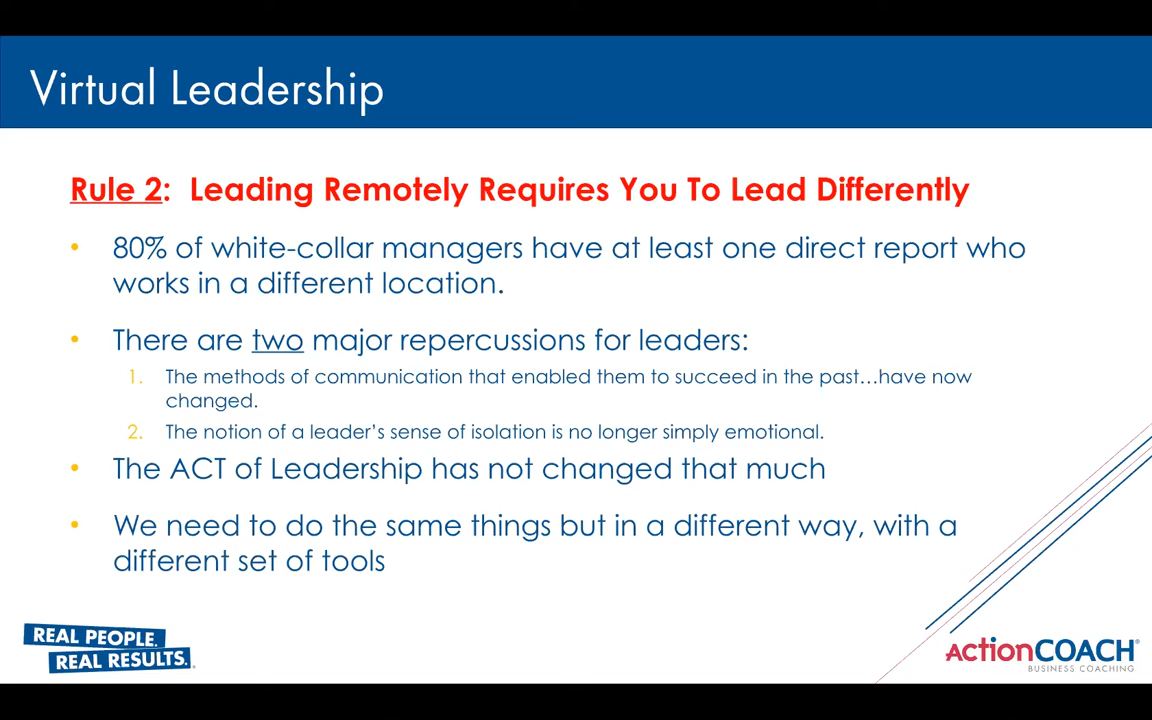 Virtual Leadership
Rule 2:  Leading Remotely Requires You To Lead Differently
• 80% of white-collar managers have at least one direct report who
works in a different location.
• There are two major repercussions for leaders:
1. The methods of communication that enabled them to succeed in the past…have now
changed.
2. The notion of a leader's sense of isolation is no longer simply emotional.
• The ACT of Leadership has not changed that much
• We need to do the same things but in a different way, with a
different set of tools
REAL PEOPLE.
REAL RESULTS.
ActionCOACH®
BUSINESS COACHING